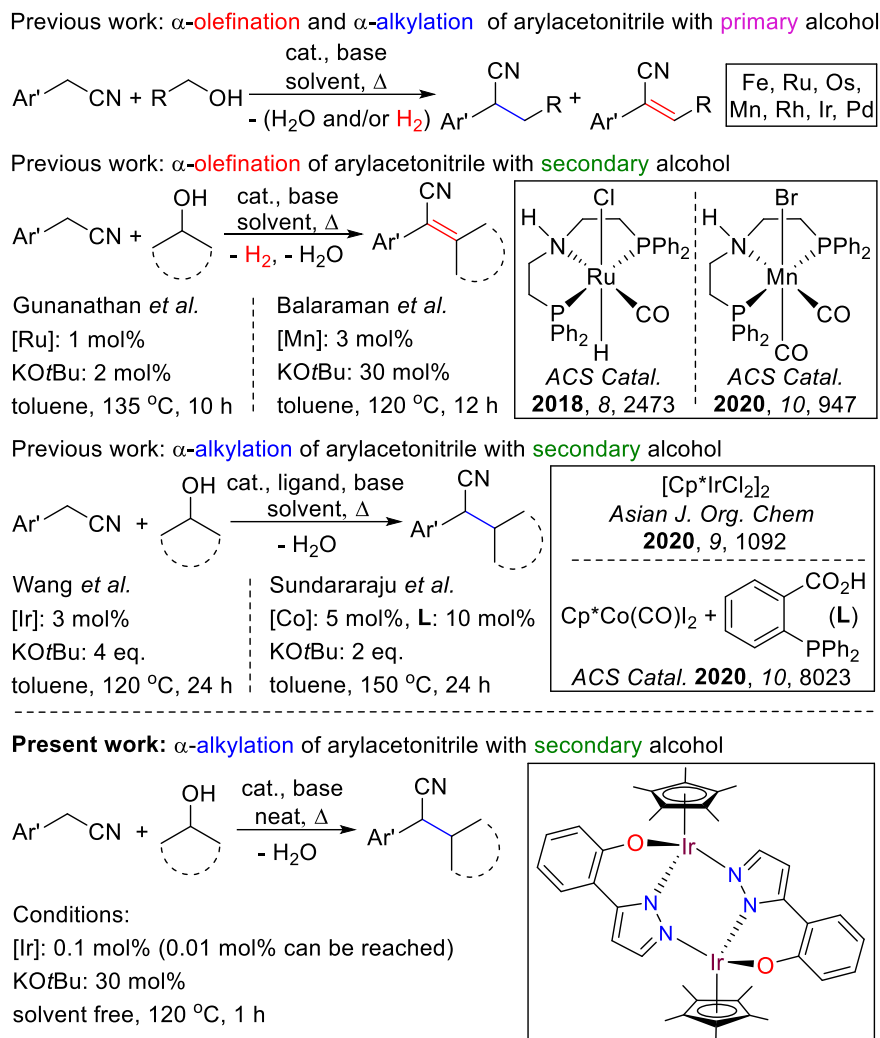 Previous work: α-olefination and α-alkylation of arylacetonitrile with primary alcohol
Ar' CN + R OH
cat., base
solvent, Δ
- (H2O and/or H2)
CN
Ar' R
+
CN
Ar' R
Fe, Ru, Os,
Mn, Rh, Ir, Pd
Previous work: α-olefination of arylacetonitrile with secondary alcohol
Ar' CN +
OH
cat., base
solvent, Δ
- H2, - H2O
CN
Ar'
Gunanathan et al.
[Ru]: 1 mol%
KOtBu: 2 mol%
toluene, 135 °C, 10 h
Balaraman et al.
[Mn]: 3 mol%
KOtBu: 30 mol%
toluene, 120 °C, 12 h
Cl
H
N PPh2
Ru
P CO
Ph2
H
ACS Catal.
2018, 8, 2473
Br
H
N PPh2
Mn
P CO
Ph2
CO
ACS Catal.
2020, 10, 947
Previous work: α-alkylation of arylacetonitrile with secondary alcohol
Ar' CN +
OH
cat., ligand, base
solvent, Δ
- H2O
CN
Ar'
Wang et al.
[Ir]: 3 mol%
KOtBu: 4 eq.
toluene, 120 °C, 24 h
Sundararaju et al.
[Co]: 5 mol%, L: 10 mol%
KOtBu: 2 eq.
toluene, 150 °C, 24 h
[Cp*IrCl2]2
Asian J. Org. Chem
2020, 9, 1092
Cp*Co(CO)I2 +
CO2H
(L)
PPh2
ACS Catal. 2020, 10, 8023
Present work: α-alkylation of arylacetonitrile with secondary alcohol
Ar' CN +
OH
cat., base
neat, Δ
- H2O
CN
Ar'
Conditions:
[Ir]: 0.1 mol% (0.01 mol% can be reached)
KOtBu: 30 mol%
solvent free, 120 °C, 1 h
O Ir
N
N N
N
Ir O